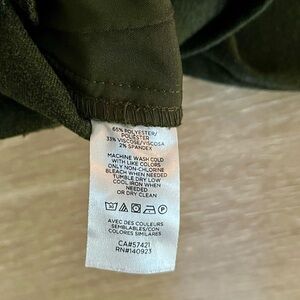 65% POLYESTER/
POLIÉSTER
33% VISCOSE/VISCOSA
2% SPANDEX
MACHINE WASH COLD
WITH LIKE COLORS
ONLY NON-CHLORINE
BLEACH WHEN NEEDED
TUMBLE DRY LOW
COOL IRON WHEN
NEEDED
OR DRY CLEAN
AVEC DES COULEURS
SEMBLABLES/CON
COLORES SIMILARES
CA#57421
RN#140923